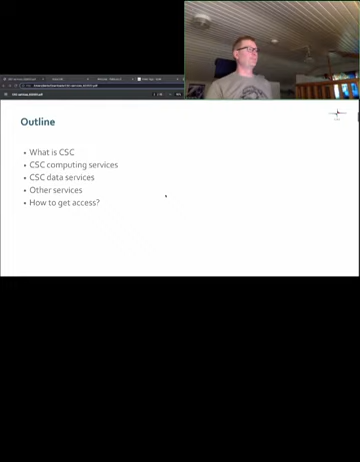 Outline
• What is CSC
• CSC computing services
• CSC data services
• Other services
• How to get access?